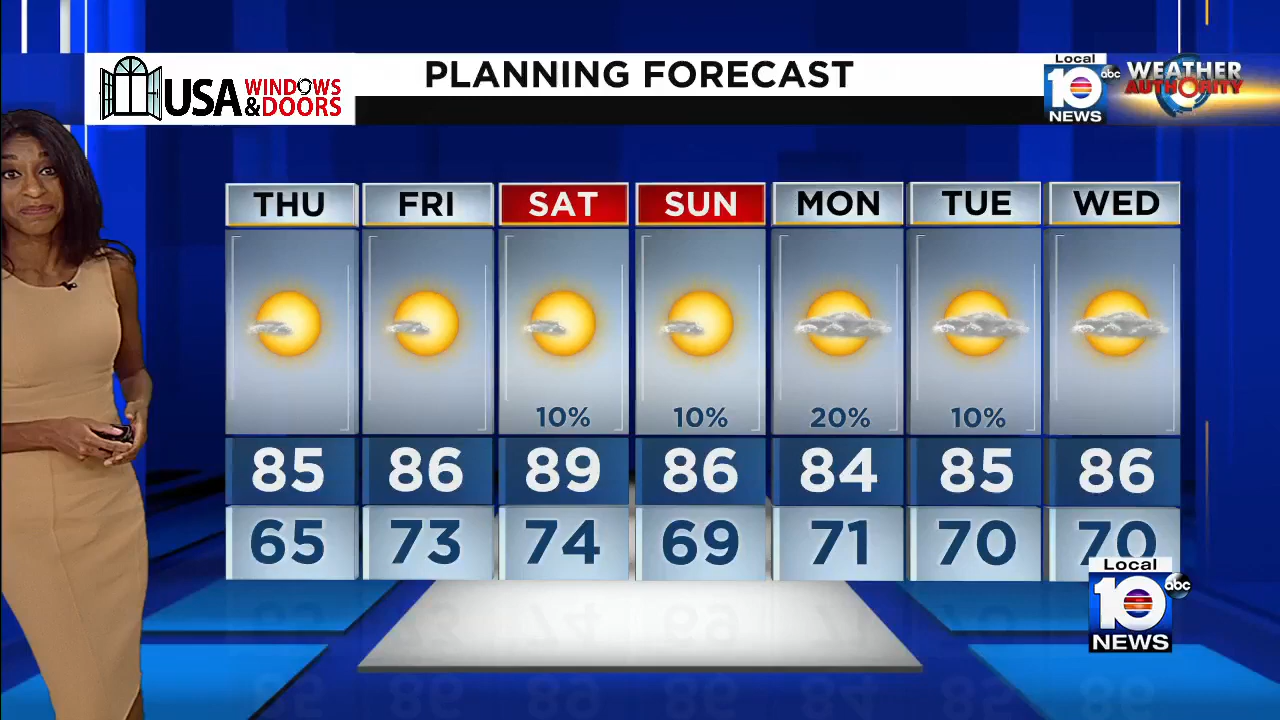 USA WINDOWS & DOORS
PLANNING FORECAST
Local 10 abc NEWS
WEATHER AUTHORITY
THU FRI SAT SUN MON TUE WED
10% 10% 20% 10%
85 86 89 86 84 85 86
65 73 74 69 71 70 70
Local
10 abc
NEWS